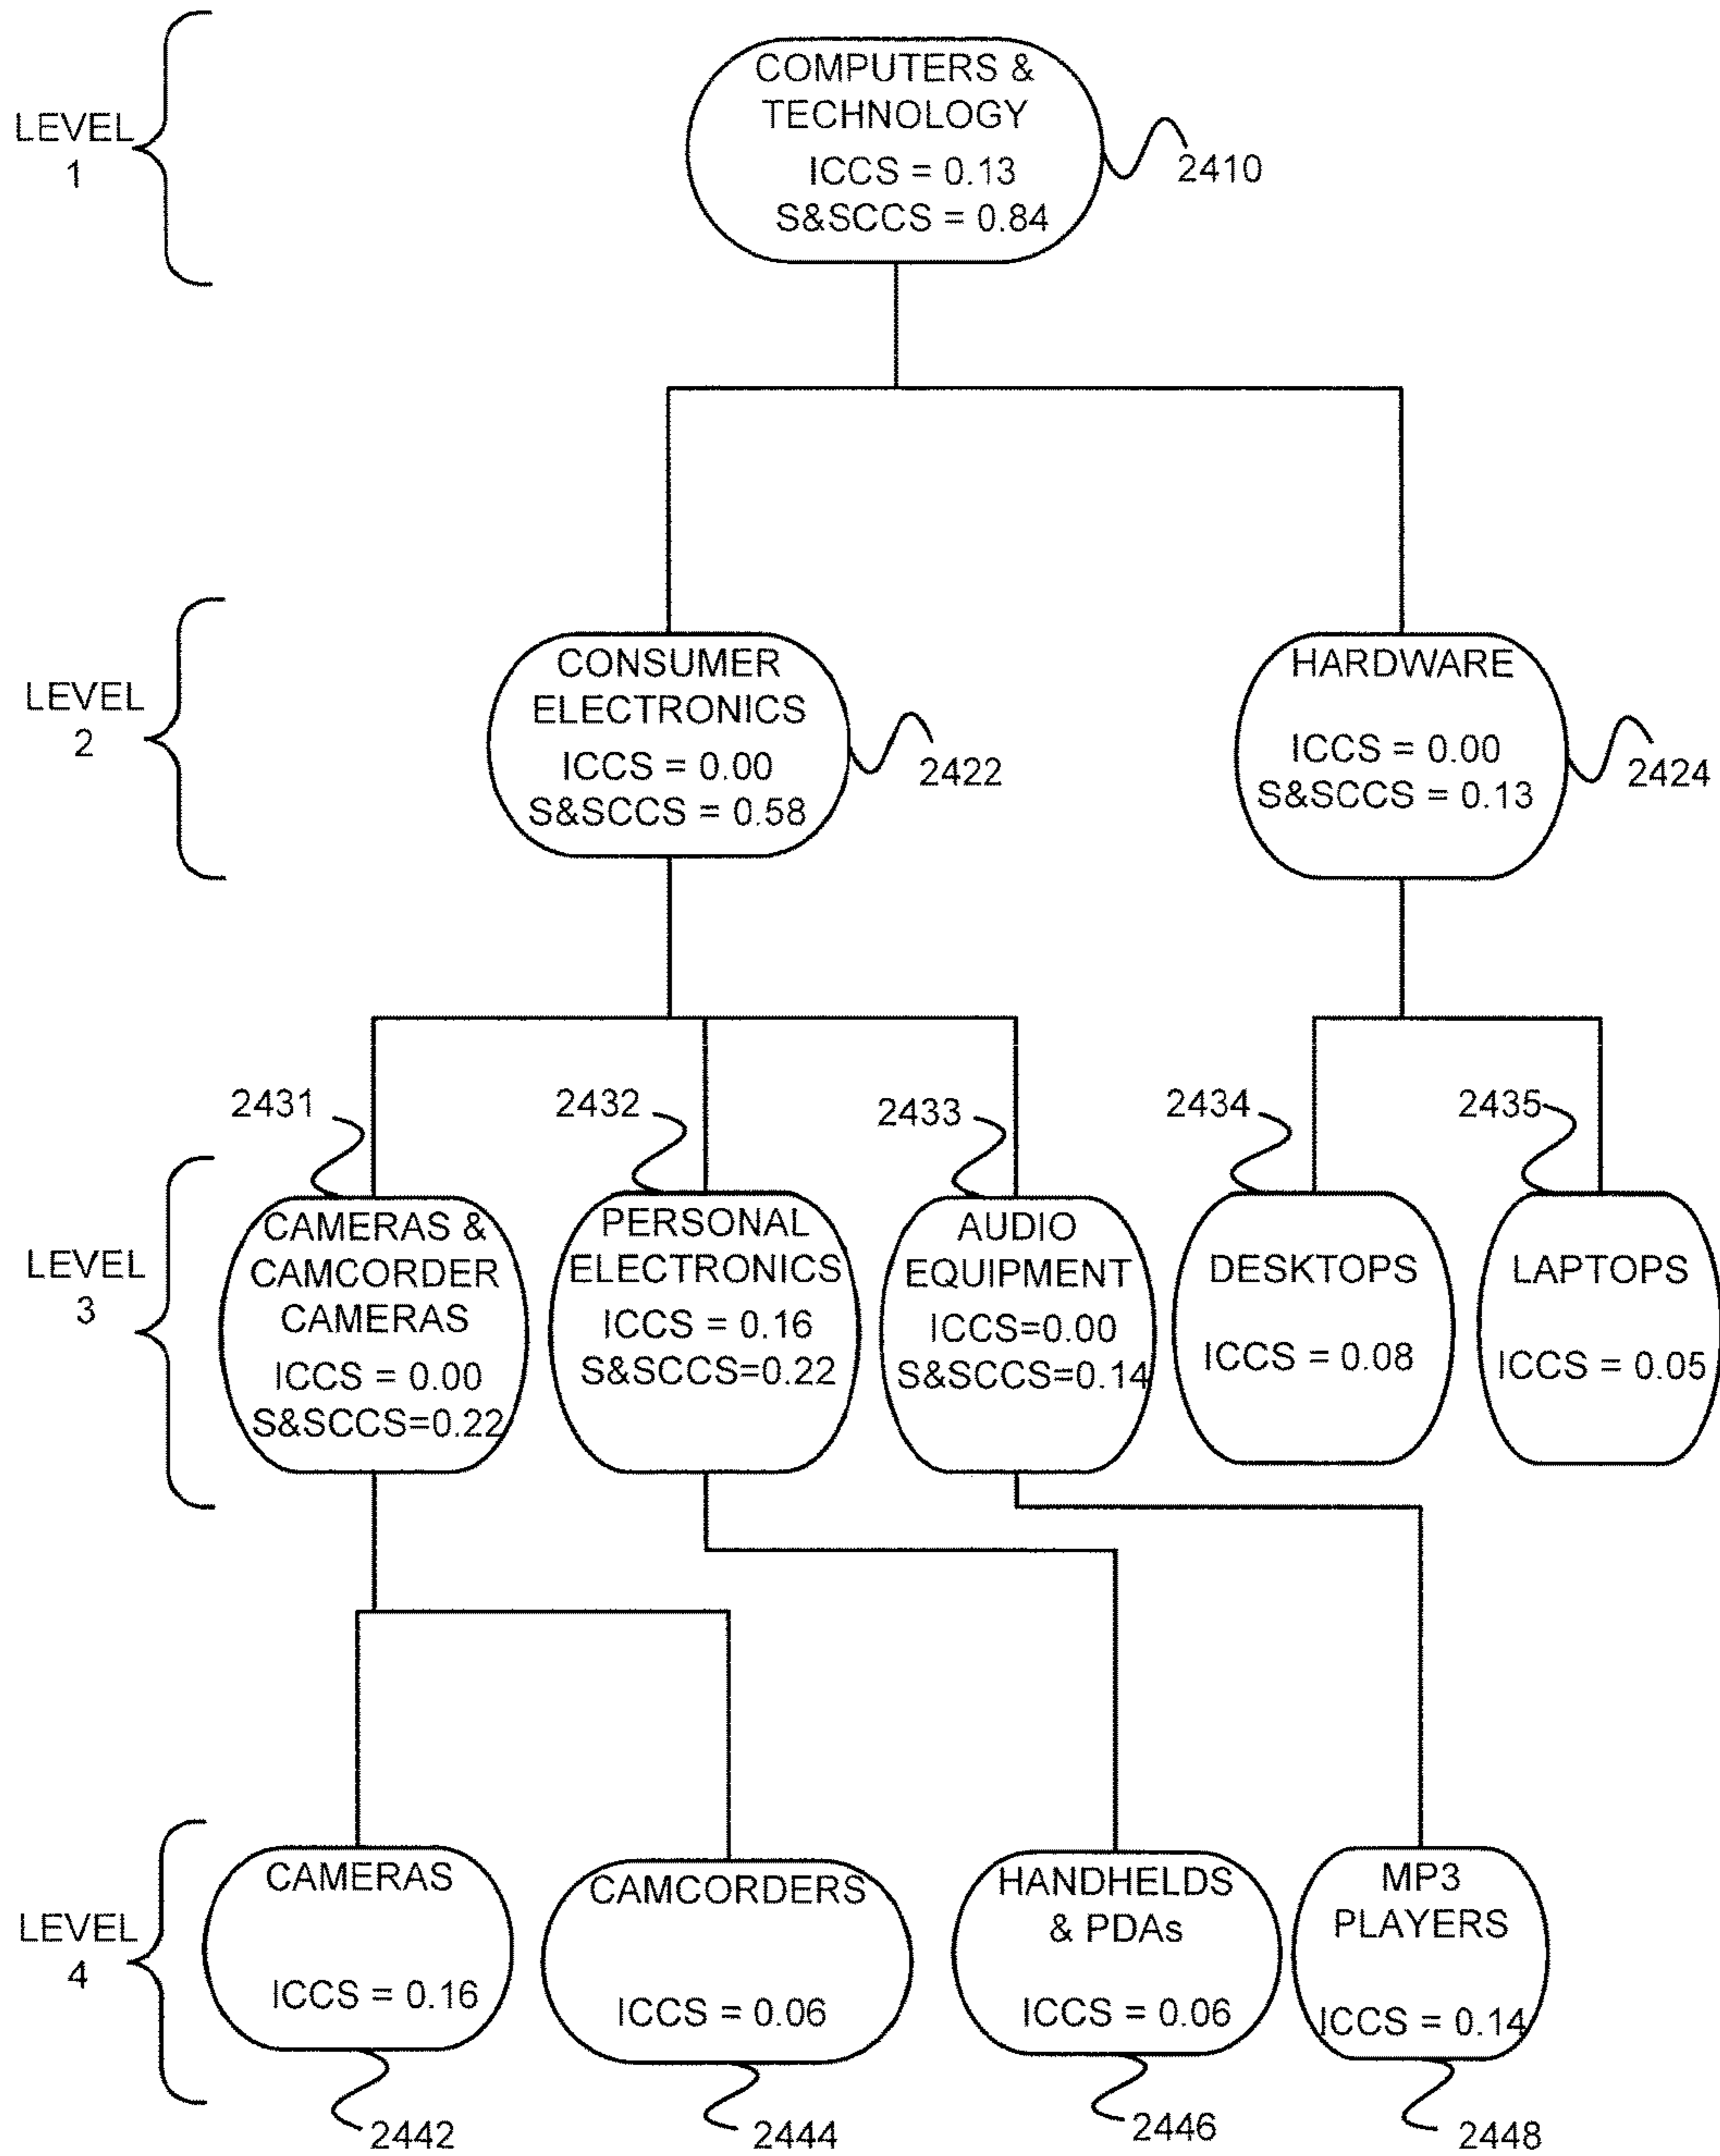 LEVEL
1
COMPUTERS &
TECHNOLOGY
ICCS = 0.13
S&SCCS = 0.84
2410
LEVEL
2
CONSUMER
ELECTRONICS
ICCS = 0.00
S&SCCS = 0.58
2422
HARDWARE
ICCS = 0.00
S&SCCS = 0.13
2424
LEVEL
3
2431
CAMERAS &
CAMCORDER
CAMERAS
ICCS = 0.00
S&SCCS=0.22
2432
PERSONAL
ELECTRONICS
ICCS = 0.16
S&SCCS=0.22
2433
AUDIO
EQUIPMENT
ICCS=0.00
S&SCCS=0.14
2434
DESKTOPS
ICCS = 0.08
2435
LAPTOPS
ICCS = 0.05
LEVEL
4
CAMERAS
ICCS = 0.16
2442
CAMCORDERS
ICCS = 0.06
2444
HANDHELDS
& PDAs
ICCS = 0.06
2446
MP3
PLAYERS
ICCS = 0.14
2448